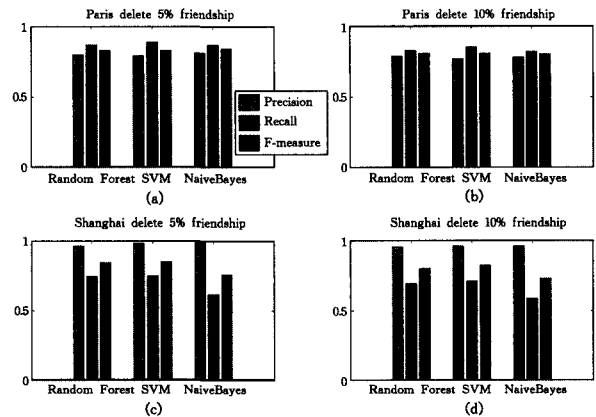 Paris delete 5% friendship
1
0.5
0
Random Forest SVM NaiveBayes
(a)
Precision
Recall
F-measure
Paris delete 10% friendship
1
0.5
0
Random Forest SVM NaiveBayes
(b)
Shanghai delete 5% friendship
1
0.5
0
Random Forest SVM NaiveBayes
(c)
Shanghai delete 10% friendship
1
0.5
0
Random Forest SVM NaiveBayes
(d)